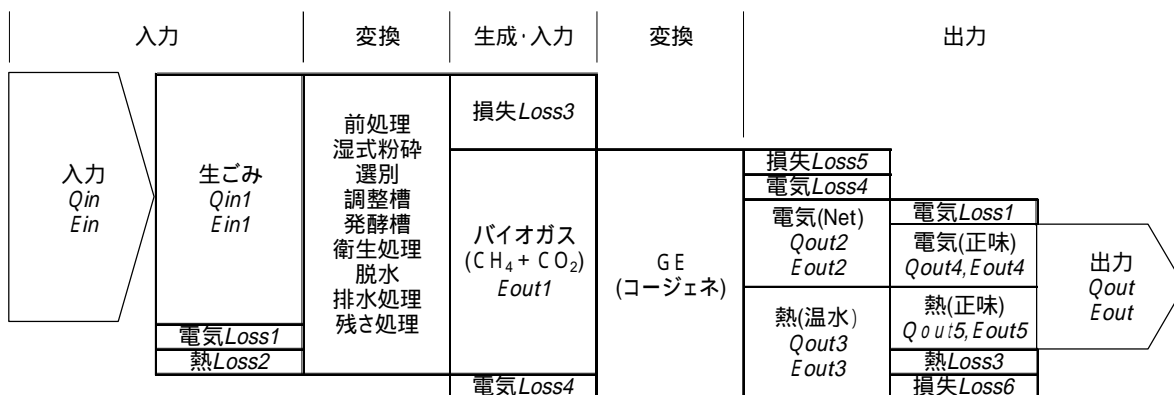 入力
変換
生成・入力
変換
出力
入力
Qin
Ein
生ごみ
Qin1
Ein1
電気Loss1
熱Loss2
前処理
湿式粉砕
選別
調整槽
発酵槽
衛生処理
脱水
排水処理
残さ処理
損失Loss3
バイオガス
(CH₄+CO₂)
Eout1
電気Loss4
GE
(コージェネ)
損失Loss5
電気Loss4
電気(Net)
Qout2
Eout2
熱(温水)
Qout3
Eout3
電気Loss1
電気(正味)
Qout4,Eout4
熱(正味)
Qout5,Eout5
熱Loss3
損失Loss6
出力
Qout
Eout